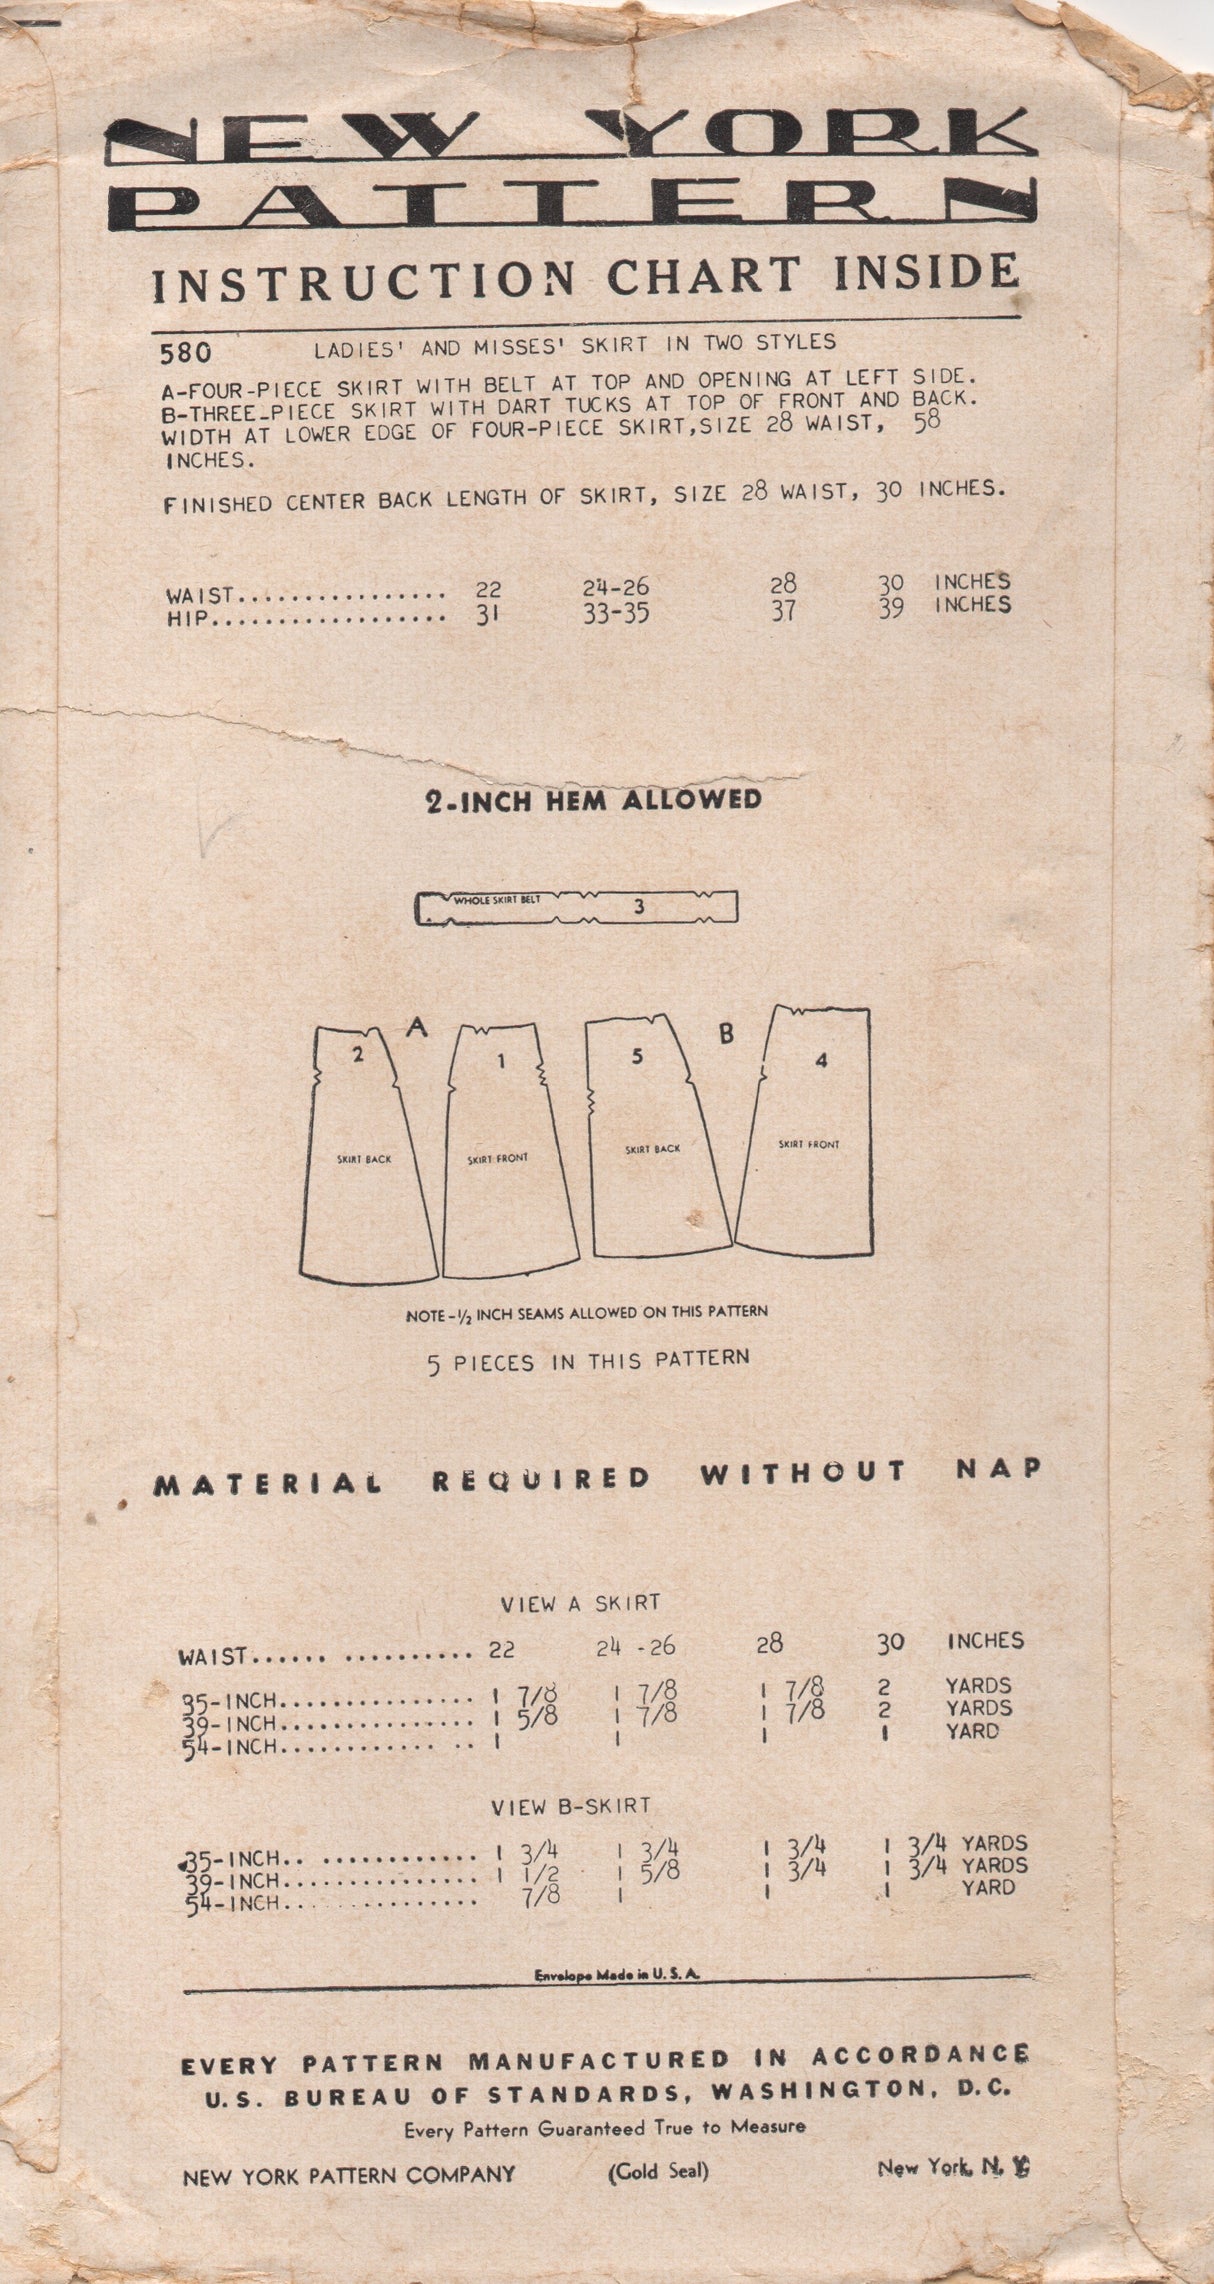 NEW YORK
PATTERN
INSTRUCTION CHART INSIDE
580 LADIES' AND MISSES' SKIRT IN TWO STYLES
A-FOUR-PIECE SKIRT WITH BELT AT TOP AND OPENING AT LEFT SIDE.
B-THREE-PIECE SKIRT WITH DART TUCKS AT TOP OF FRONT AND BACK.
WIDTH AT LOWER EDGE OF FOUR-PIECE SKIRT, SIZE 28 WAIST, 58
INCHES.
FINISHED CENTER BACK LENGTH OF SKIRT, SIZE 28 WAIST, 30 INCHES.
WAIST................ 22 24-26 28 30 INCHES
HIP.................. 31 33-35 37 39 INCHES
2-INCH HEM ALLOWED
WHOLE SKIRT BELT 3
A B
2 1 5 4
SKIRT BACK SKIRT FRONT SKIRT BACK SKIRT FRONT
NOTE-1/2 INCH SEAMS ALLOWED ON THIS PATTERN
5 PIECES IN THIS PATTERN
MATERIAL REQUIRED WITHOUT NAP
VIEW A SKIRT
WAIST...... .......... 22 24 -26 28 30 INCHES
35-INCH............... 1 7/8 1 7/8 1 7/8 2 YARDS
39-INCH............... 1 5/8 1 7/8 1 7/8 2 YARDS
54-INCH............ .. 1 1 1 1 YARD
VIEW B-SKIRT
35-INCH.. ............ 1 3/4 1 3/4 1 3/4 1 3/4 YARDS
39-INCH............... 1 1/2 1 5/8 1 3/4 1 3/4 YARDS
54-INCH............... 7/8 1 1 1 YARD
Envelope Made in U. S. A.
EVERY PATTERN MANUFACTURED IN ACCORDANCE
U. S. BUREAU OF STANDARDS, WASHINGTON, D. C.
Every Pattern Guaranteed True to Measure
NEW YORK PATTERN COMPANY (Gold Seal) New York, N. Y.